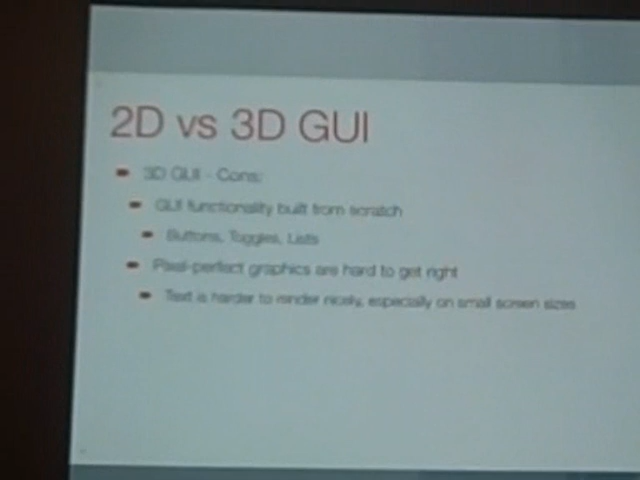 2D vs 3D GUI
3D GUI - Cons:
GUI functionality built from scratch
Buttons, Toggles, Lists
Pixel-perfect graphics are hard to get right
Text is harder to render nicely, especially on small screen sizes